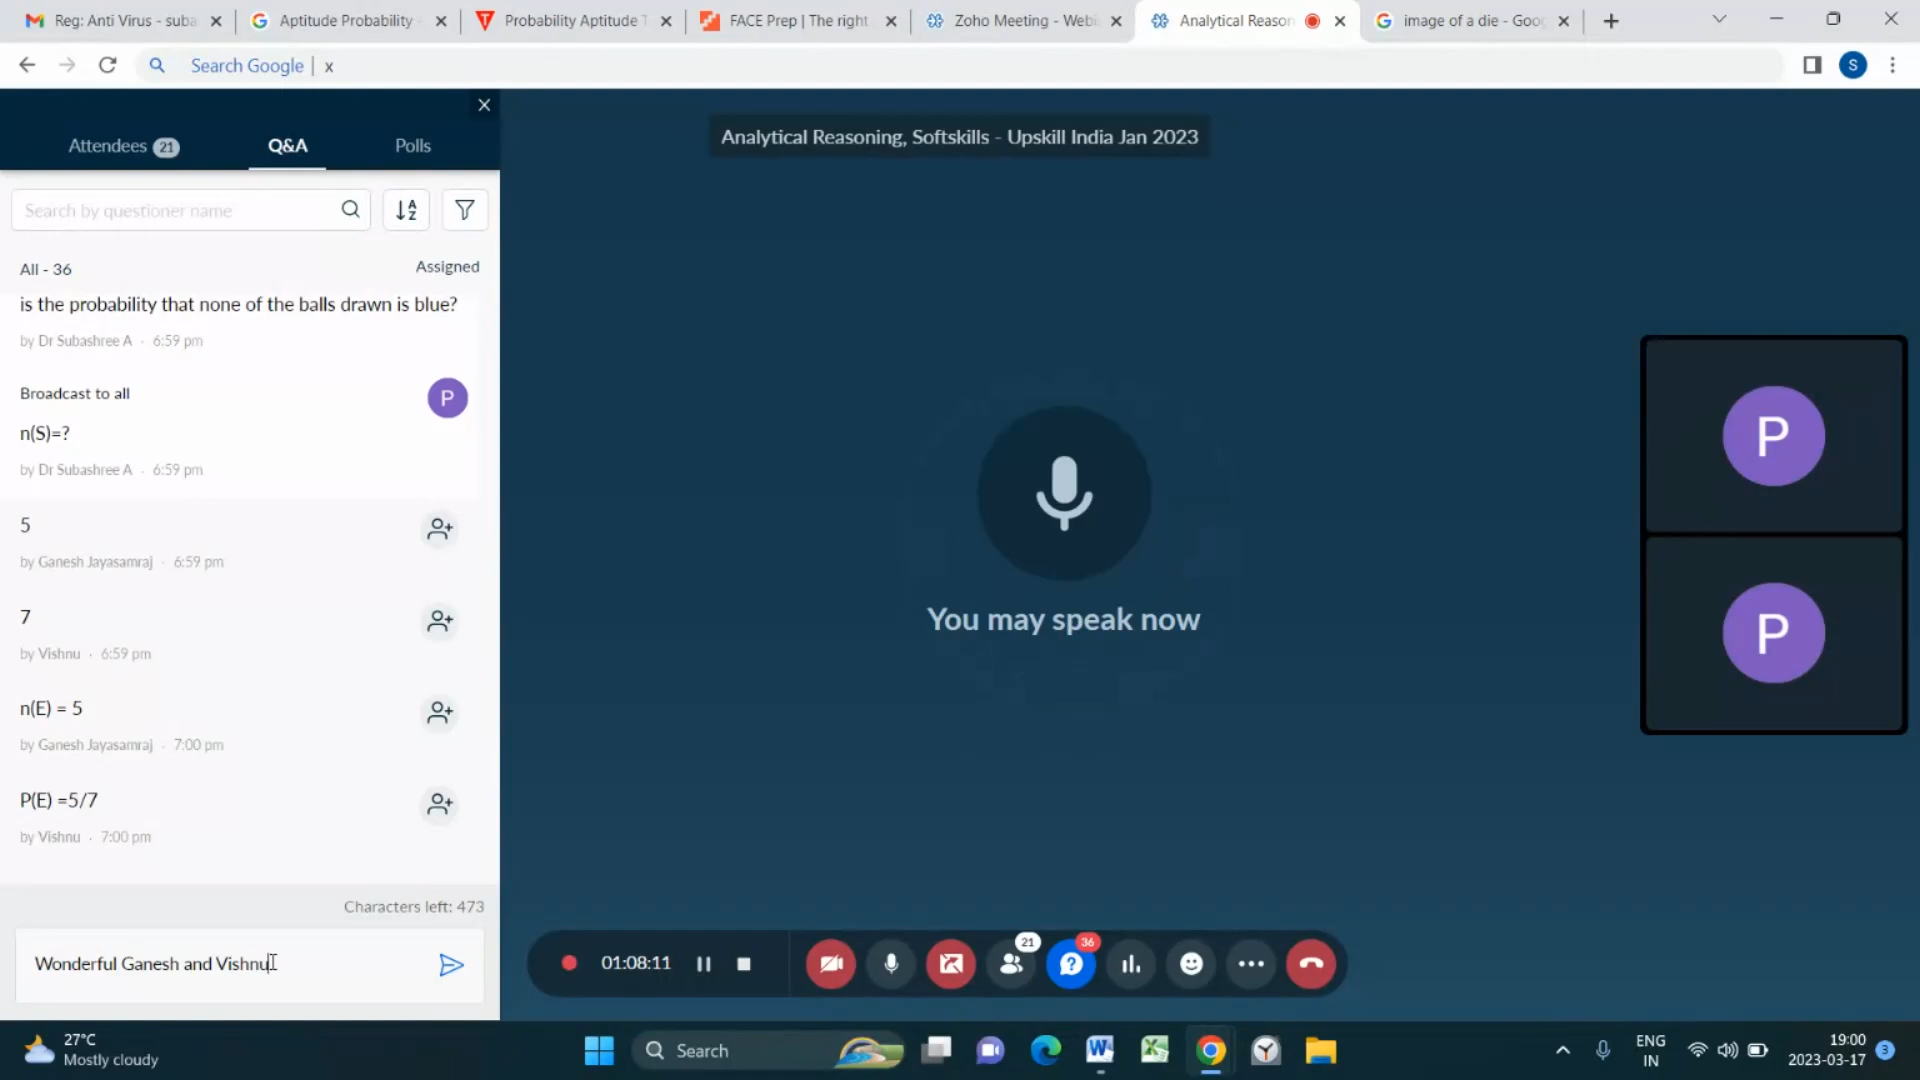 Reg: Anti Virus - suba
Aptitude Probability -
Probability Aptitude T
FACE Prep | The right
Zoho Meeting - Webi
Analytical Reason
image of a die - Goo
Search Google | x
S
Attendees 21
Q&A
Polls
Search by questioner name
All - 36
Assigned
is the probability that none of the balls drawn is blue?
by Dr Subashree A · 6:59 pm
Broadcast to all
P
n(S)=?
by Dr Subashree A · 6:59 pm
5
by Ganesh Jayasamraj · 6:59 pm
7
by Vishnu · 6:59 pm
n(E) = 5
by Ganesh Jayasamraj · 7:00 pm
P(E) =5/7
by Vishnu · 7:00 pm
Characters left: 473
Wonderful Ganesh and Vishnu
Analytical Reasoning, Softskills - Upskill India Jan 2023
You may speak now
P
P
01:08:11
21
36
27°C
Mostly cloudy
Search
ENG
IN
19:00
2023-03-17
3